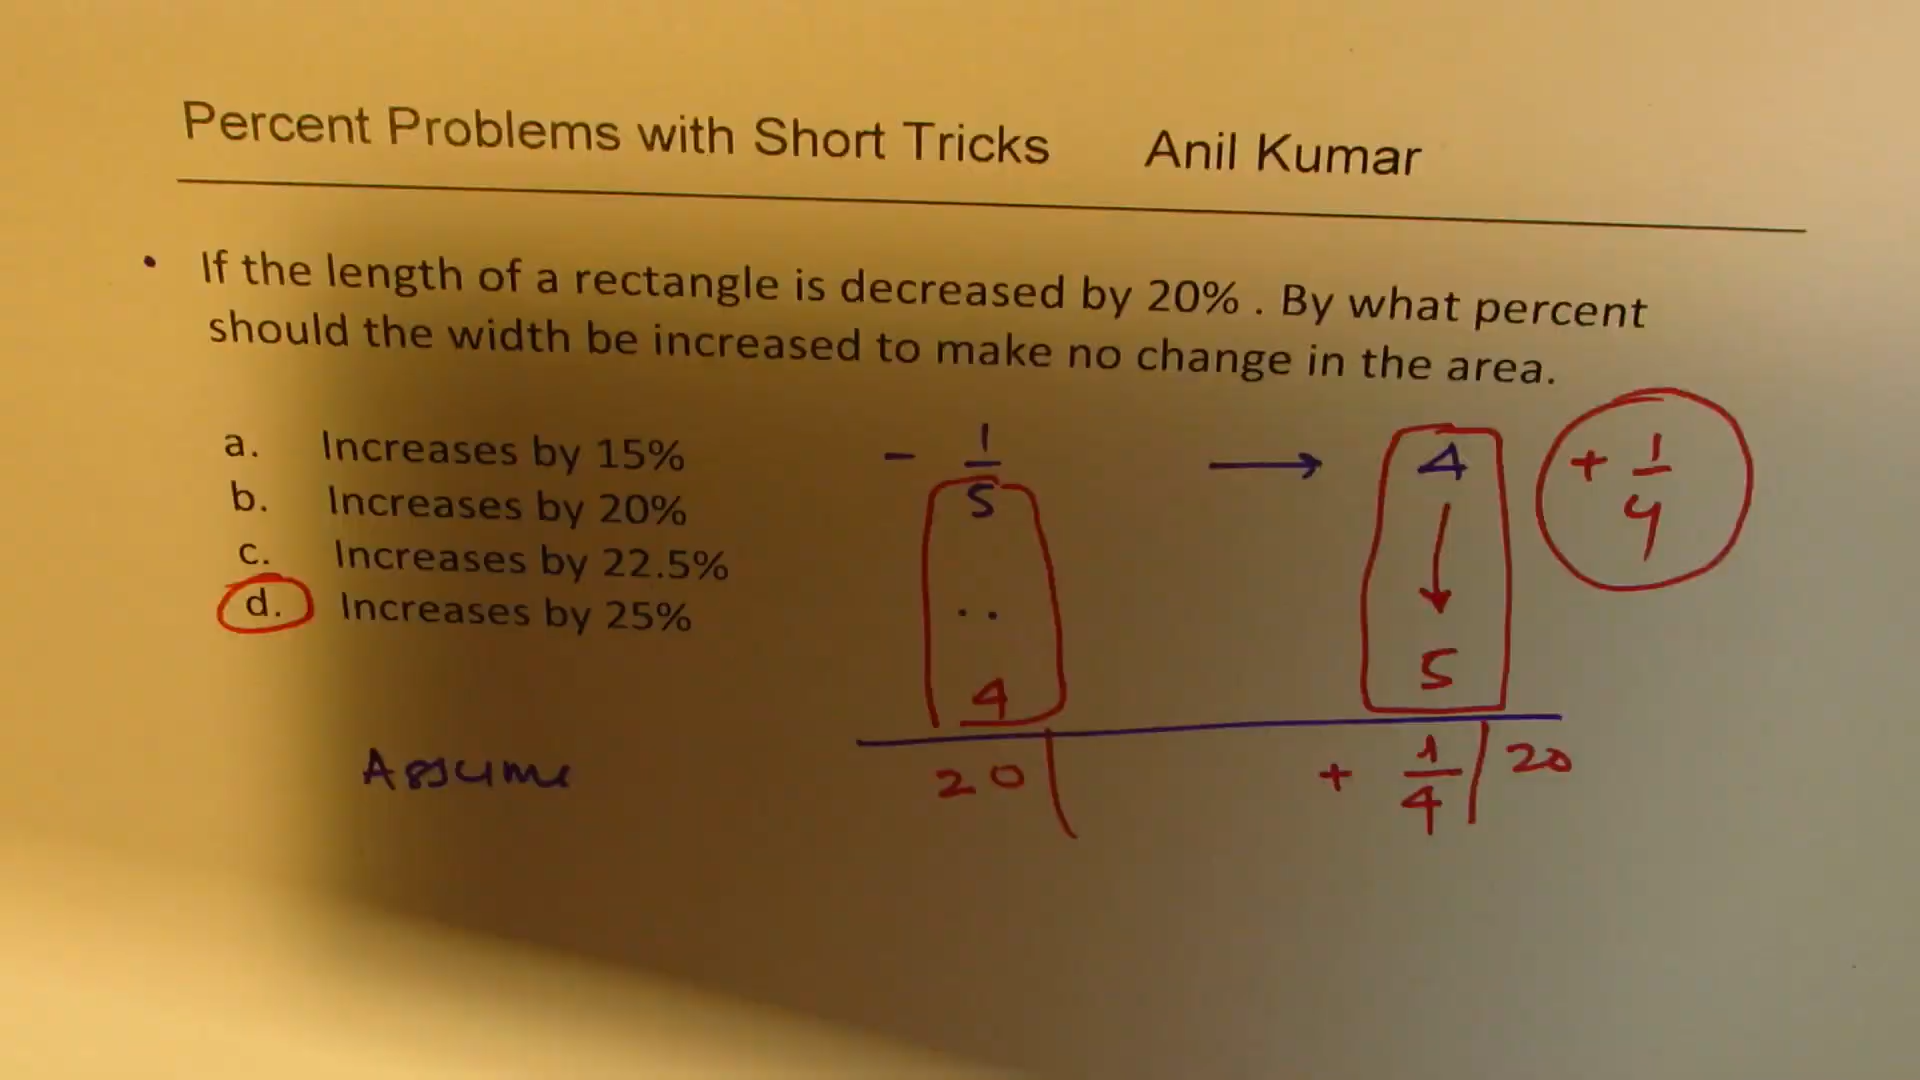 Percent Problems with Short Tricks Anil Kumar
• If the length of a rectangle is decreased by 20% . By what percent
should the width be increased to make no change in the area.
a. Increases by 15%
b. Increases by 20%
c. Increases by 22.5%
d. Increases by 25%
- 1/5 → 4 + 1/4
. .
4 5
Assume 20 + 1/4 20